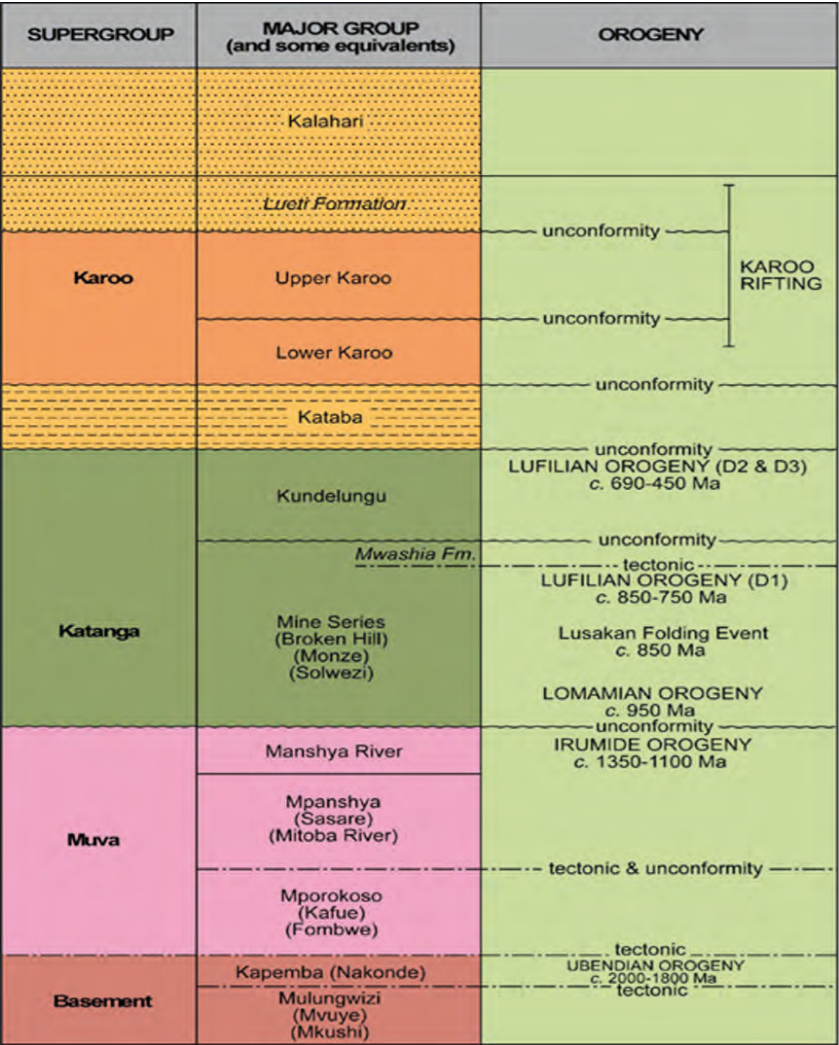 SUPERGROUP
MAJOR GROUP
(and some equivalents)
OROGENY
Kalahari
Lueti Formation
unconformity
Karoo
Upper Karoo
KAROO
RIFTING
unconformity
Lower Karoo
unconformity
Kataba
unconformity
LUFILIAN OROGENY (D2 & D3)
c. 690-450 Ma
Kundelungu
unconformity
Mwashia Fm.
tectonic
LUFILIAN OROGENY (D1)
c. 850-750 Ma
Katanga
Mine Series
(Broken Hill)
(Monze)
(Solwezi)
Lusakan Folding Event
c. 850 Ma
LOMAMIAN OROGENY
c. 950 Ma
unconformity
Manshya River
IRUMIDE OROGENY
c. 1350-1100 Ma
Muva
Mpanshya
(Sasare)
(Mitoba River)
tectonic & unconformity
Mporokoso
(Kafue)
(Fombwe)
tectonic
Kapemba (Nakonde)
UBENDIAN OROGENY
c. 2000-1800 Ma
tectonic
Basement
Mulungwizi
(Mvuye)
(Mkushi)